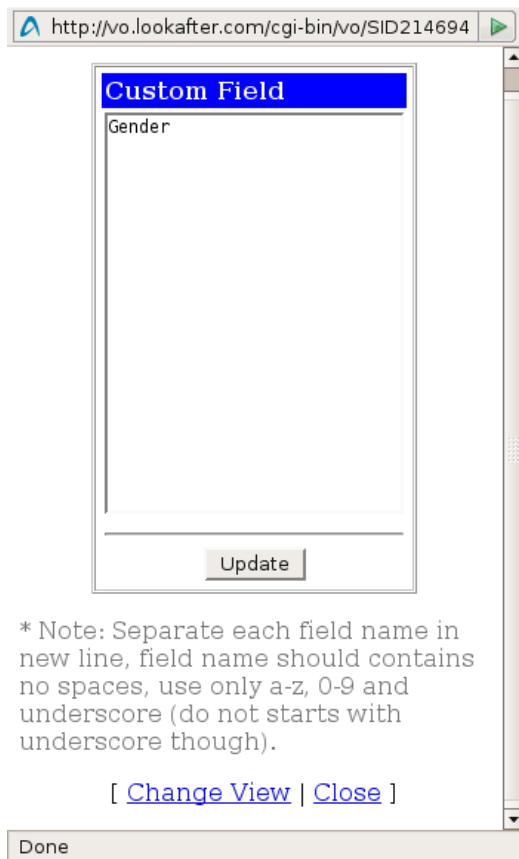 http://vo.lookafter.com/cgi-bin/vo/SID214694
Custom Field
Gender
Update
* Note: Separate each field name in
new line, field name should contains
no spaces, use only a-z, 0-9 and
underscore (do not starts with
underscore though).
[ Change View | Close ]
Done